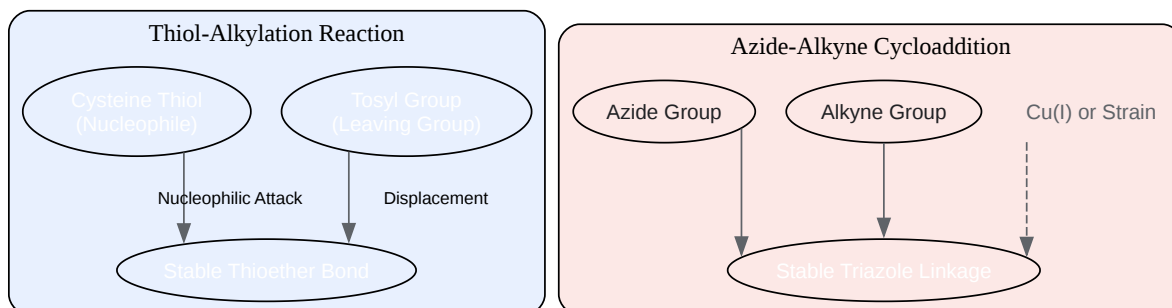 Thiol-Alkylation Reaction
Cysteine Thiol
(Nucleophile)
Tosyl Group
(Leaving Group)
Nucleophilic Attack
Displacement
Stable Thioether Bond
Azide-Alkyne Cycloaddition
Azide Group
Alkyne Group
Cu(I) or Strain
Stable Triazole Linkage